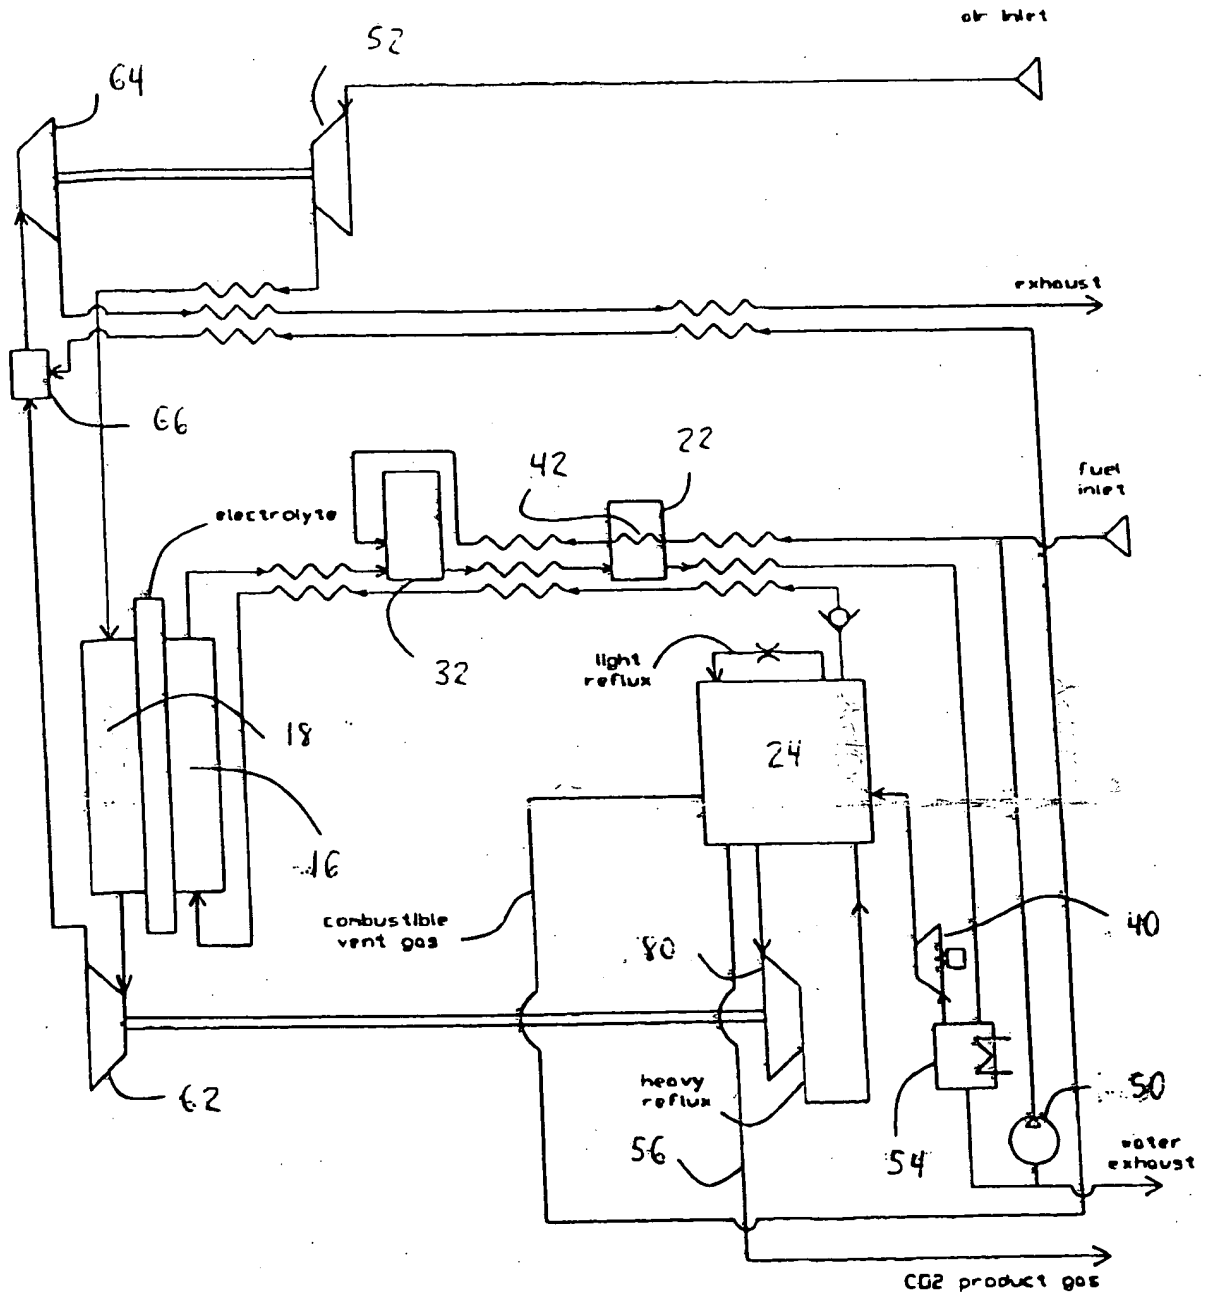 air inlet
52
64
exhaust
66
22
42
fuel
inlet
electrolyte
32
light
reflux
18
24
16
combustible
vent gas
40
80
62
heavy
reflux
50
56
54
water
exhaust
CO2 product gas